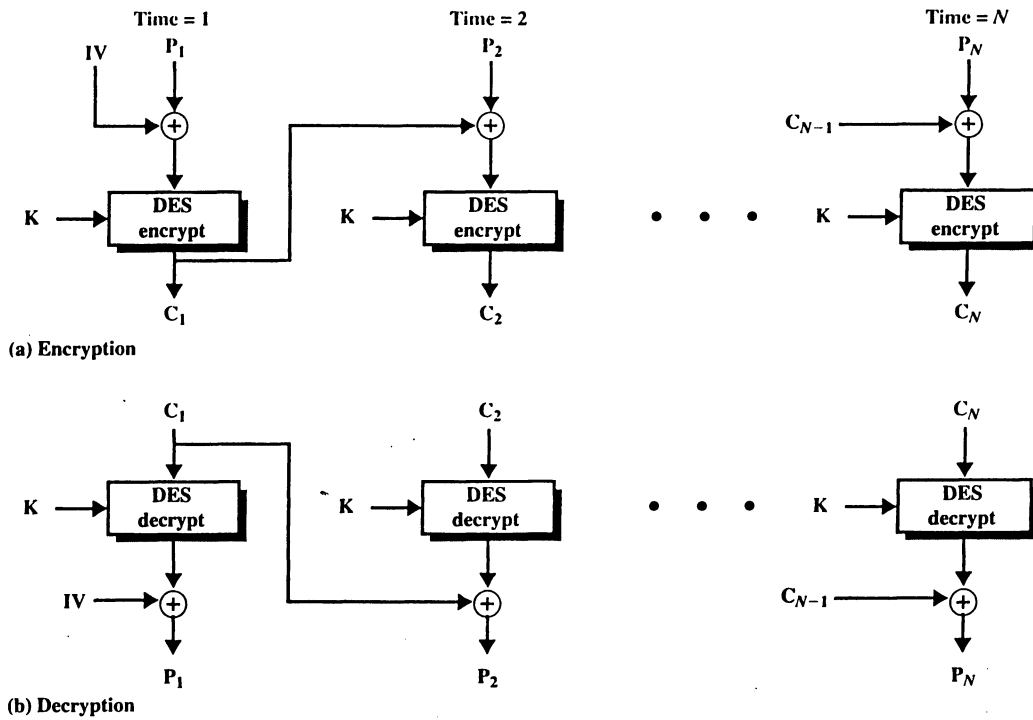 Time = 1 Time = 2 Time = N
IV P1 P2 PN
+ + +
CN−1
K DES encrypt K DES encrypt • • • K DES encrypt
C1 C2 CN
(a) Encryption
C1 C2 CN
K DES decrypt K DES decrypt • • • K DES decrypt
IV + + CN−1 +
P1 P2 PN
(b) Decryption